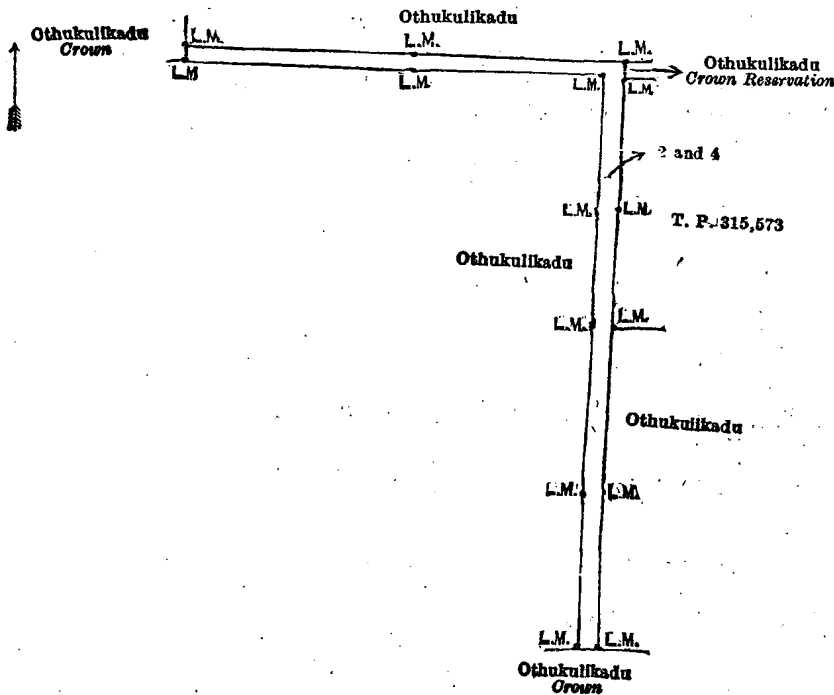 Othukulikadu
Othukulikadu
Crown
L.M.
L.M.
L.M.
L.M
L.M.
L.M.
L.M.
Othukulikadu
Crown Reservation
2 and 4
L.M.
L.M.
T. P. 315,573
Othukulikadu
L.M.
L.M.
Othukulikadu
L.M.
L.M.
L.M.
L.M.
Othukulikadu
Crown